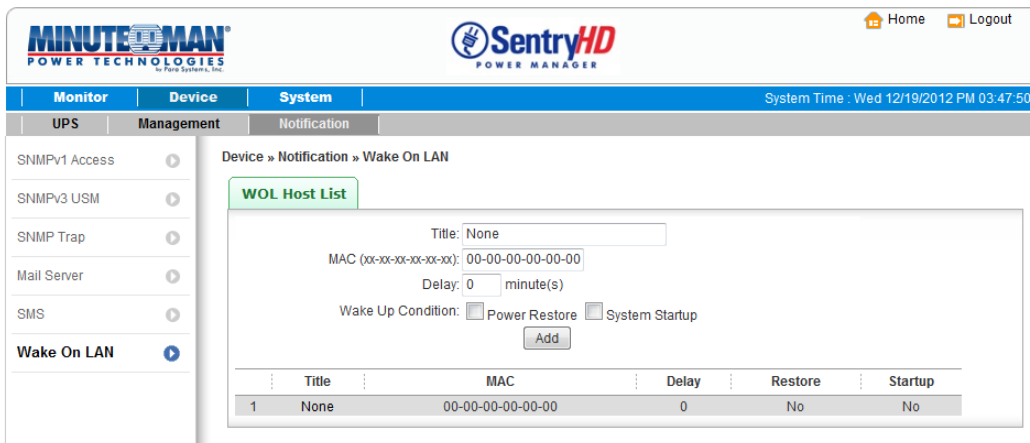 Home Logout
MINUTEMAN®
POWER TECHNOLOGIES
by Para Systems, Inc.
SentryHD
POWER MANAGER
Monitor Device System System Time : Wed 12/19/2012 PM 03:47:50
UPS Management Notification
SNMPv1 Access
SNMPv3 USM
SNMP Trap
Mail Server
SMS
Wake On LAN
Device » Notification » Wake On LAN
WOL Host List
Title: None
MAC (xx-xx-xx-xx-xx-xx): 00-00-00-00-00-00
Delay: 0 minute(s)
Wake Up Condition: Power Restore System Startup
Add
Title MAC Delay Restore Startup
1 None 00-00-00-00-00-00 0 No No